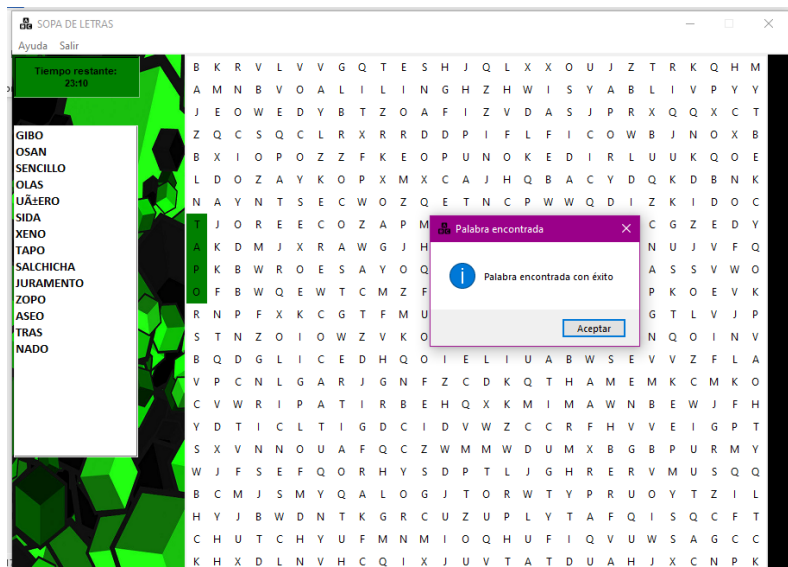 SOPA DE LETRAS
Ayuda Salir
Tiempo restante:
23:10
GIBO
OSAN
SENCILLO
OLAS
UÃ±ERO
SIDA
XENO
TAPO
SALCHICHA
JURAMENTO
ZOPO
ASEO
TRAS
NADO
B K R V L V V G Q T E S H J Q L X X O U J Z T R K Q H M
A M N B V O A L I L I N G H Z H W I S Y A B L I V P Y Y
J E O W E D Y B T Z O A F I Z V D A S J P R X Q Q X C T
Z Q C S Q C L R X R R D D P I F L F I C O W B J N O X B
B X I O P O Z Z F K E O P U N O K E D I R L U U K Q O E
L D O Z A Y K O P X M X C A J H Q B A C Y D Q K D B N K
N A Y N T S E C W O Z Q E T N C P W W Q D I Z K I D O C
T J O R E E C O Z A P M C G Z E D Y
A K D M J X R A W G J H N U J V F Q
P K B W R O E S A Y O Q A S S V W O
O F B W Q E W T C M Z F P K O E V K
R N P F X K C G T F M U G T L V J P
S T N Z O I O W Z V K O N Q O I N V
Palabra encontrada
Palabra encontrada con éxito
Aceptar
B Q D G L I C E D H Q O I E L I U A B W S E V V Z F L A
V P C N L G A R J G N F Z C D K Q T H A M E M K C M K O
C V W R I P A T I R B E H Q X K M I M A W N B E W J F H
Y D T I C L T I G D C I D V W Z C C R F H V V E I G P T
S X V N N O U A F Q C Z W M M W D U M X B G B P U R M Y
W J F S E F Q O R H Y S D P T L J G H R E R V M U S Q Q
B C M J S M Y Q A L O G J T O R W T Y P R U O Y T Z I L
H Y J B W D N T K G R C U Z U P L Y T A F Q I S Q C F T
C H U T C H Y U F M N M I O Q H U F I Q V U W S A G C C
K H X D L N V H C Q I X J U V T A T D U A H J X C N P K